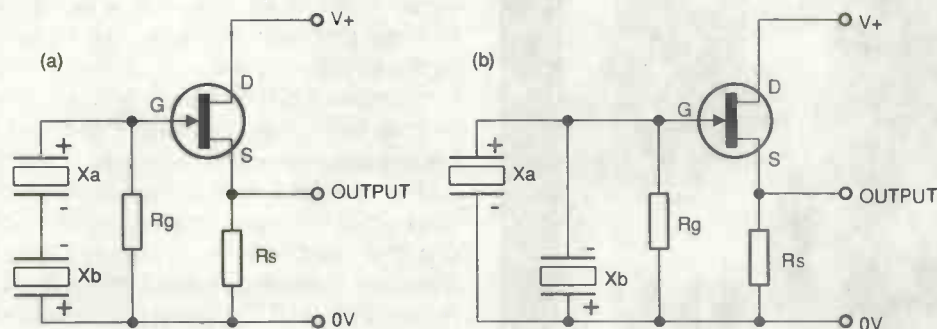 (a)
V+
D
G
S
+
Xa
-
-
Xb
+
Rg
Rs
OUTPUT
0V
(b)
V+
D
G
S
+
Xa
-
-
Xb
+
Rg
Rs
OUTPUT
0V